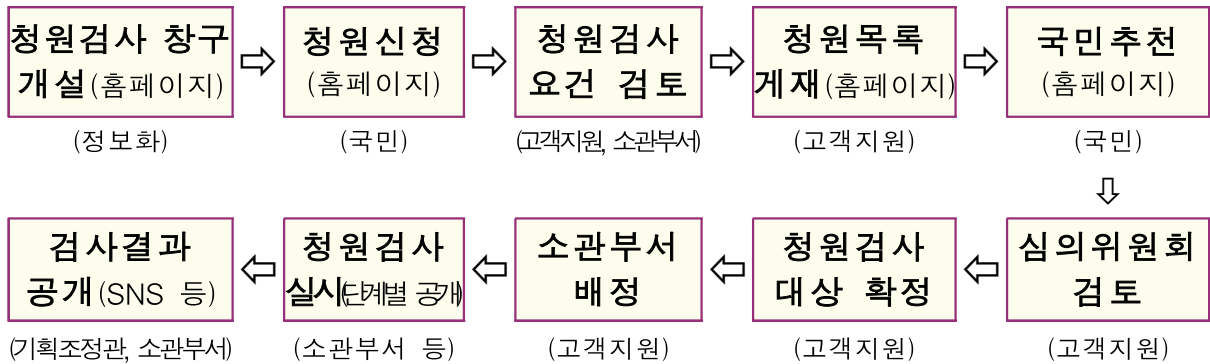 청원검사 창구
개설(홈페이지)
(정보화)
청원신청
(홈페이지)
(국민)
청원검사
요건 검토
(고객지원, 소관부서)
청원목록
게재(홈페이지)
(고객지원)
국민추천
(홈페이지)
(국민)
심의위원회
검토
(고객지원)
청원검사
대상 확정
(고객지원)
소관부서
배정
(고객지원)
청원검사
실시(단계별 공개)
(소관부서 등)
검사결과
공개(SNS 등)
(기획조정관, 소관부서)